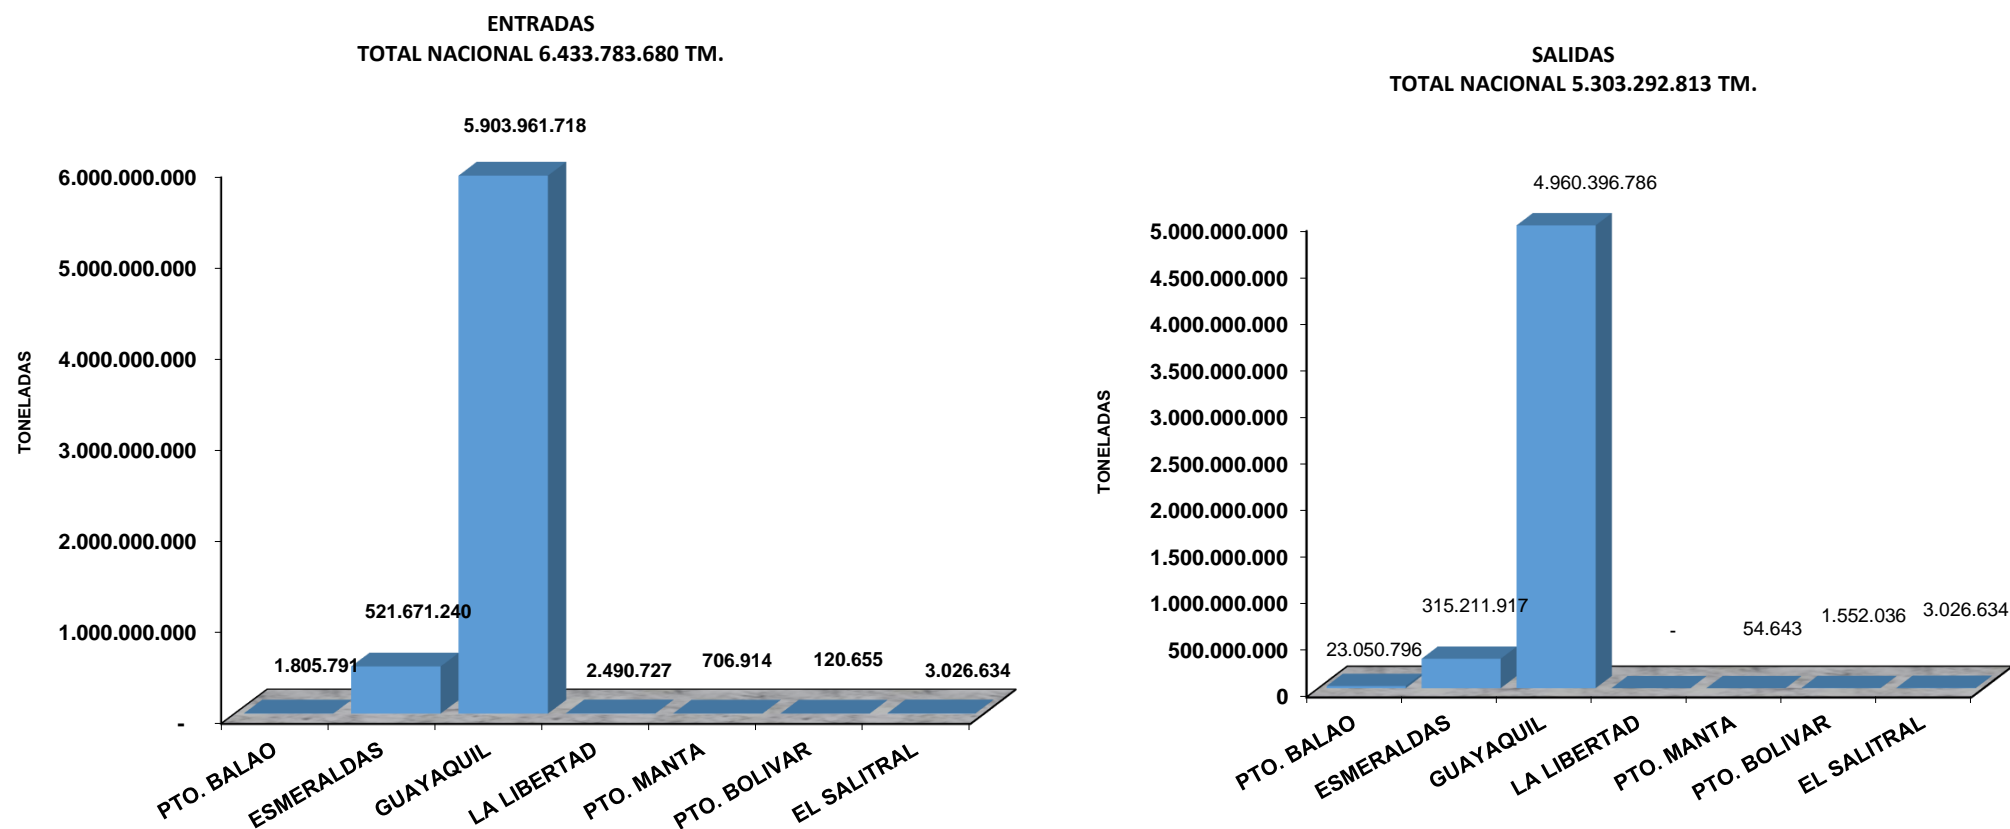 ENTRADAS
TOTAL NACIONAL 6.433.783.680 TM.
5.903.961.718
6.000.000.000
5.000.000.000
4.000.000.000
3.000.000.000
2.000.000.000
1.000.000.000
-
TONELADAS
1.805.791
521.671.240
2.490.727
706.914
120.655
3.026.634
PTO. BALAO
ESMERALDAS
GUAYAQUIL
LA LIBERTAD
PTO. MANTA
PTO. BOLIVAR
EL SALITRAL
SALIDAS
TOTAL NACIONAL 5.303.292.813 TM.
4.960.396.786
5.000.000.000
4.500.000.000
4.000.000.000
3.500.000.000
3.000.000.000
2.500.000.000
2.000.000.000
1.500.000.000
1.000.000.000
500.000.000
0
TONELADAS
23.050.796
315.211.917
-
54.643
1.552.036
3.026.634
PTO. BALAO
ESMERALDAS
GUAYAQUIL
LA LIBERTAD
PTO. MANTA
PTO. BOLIVAR
EL SALITRAL